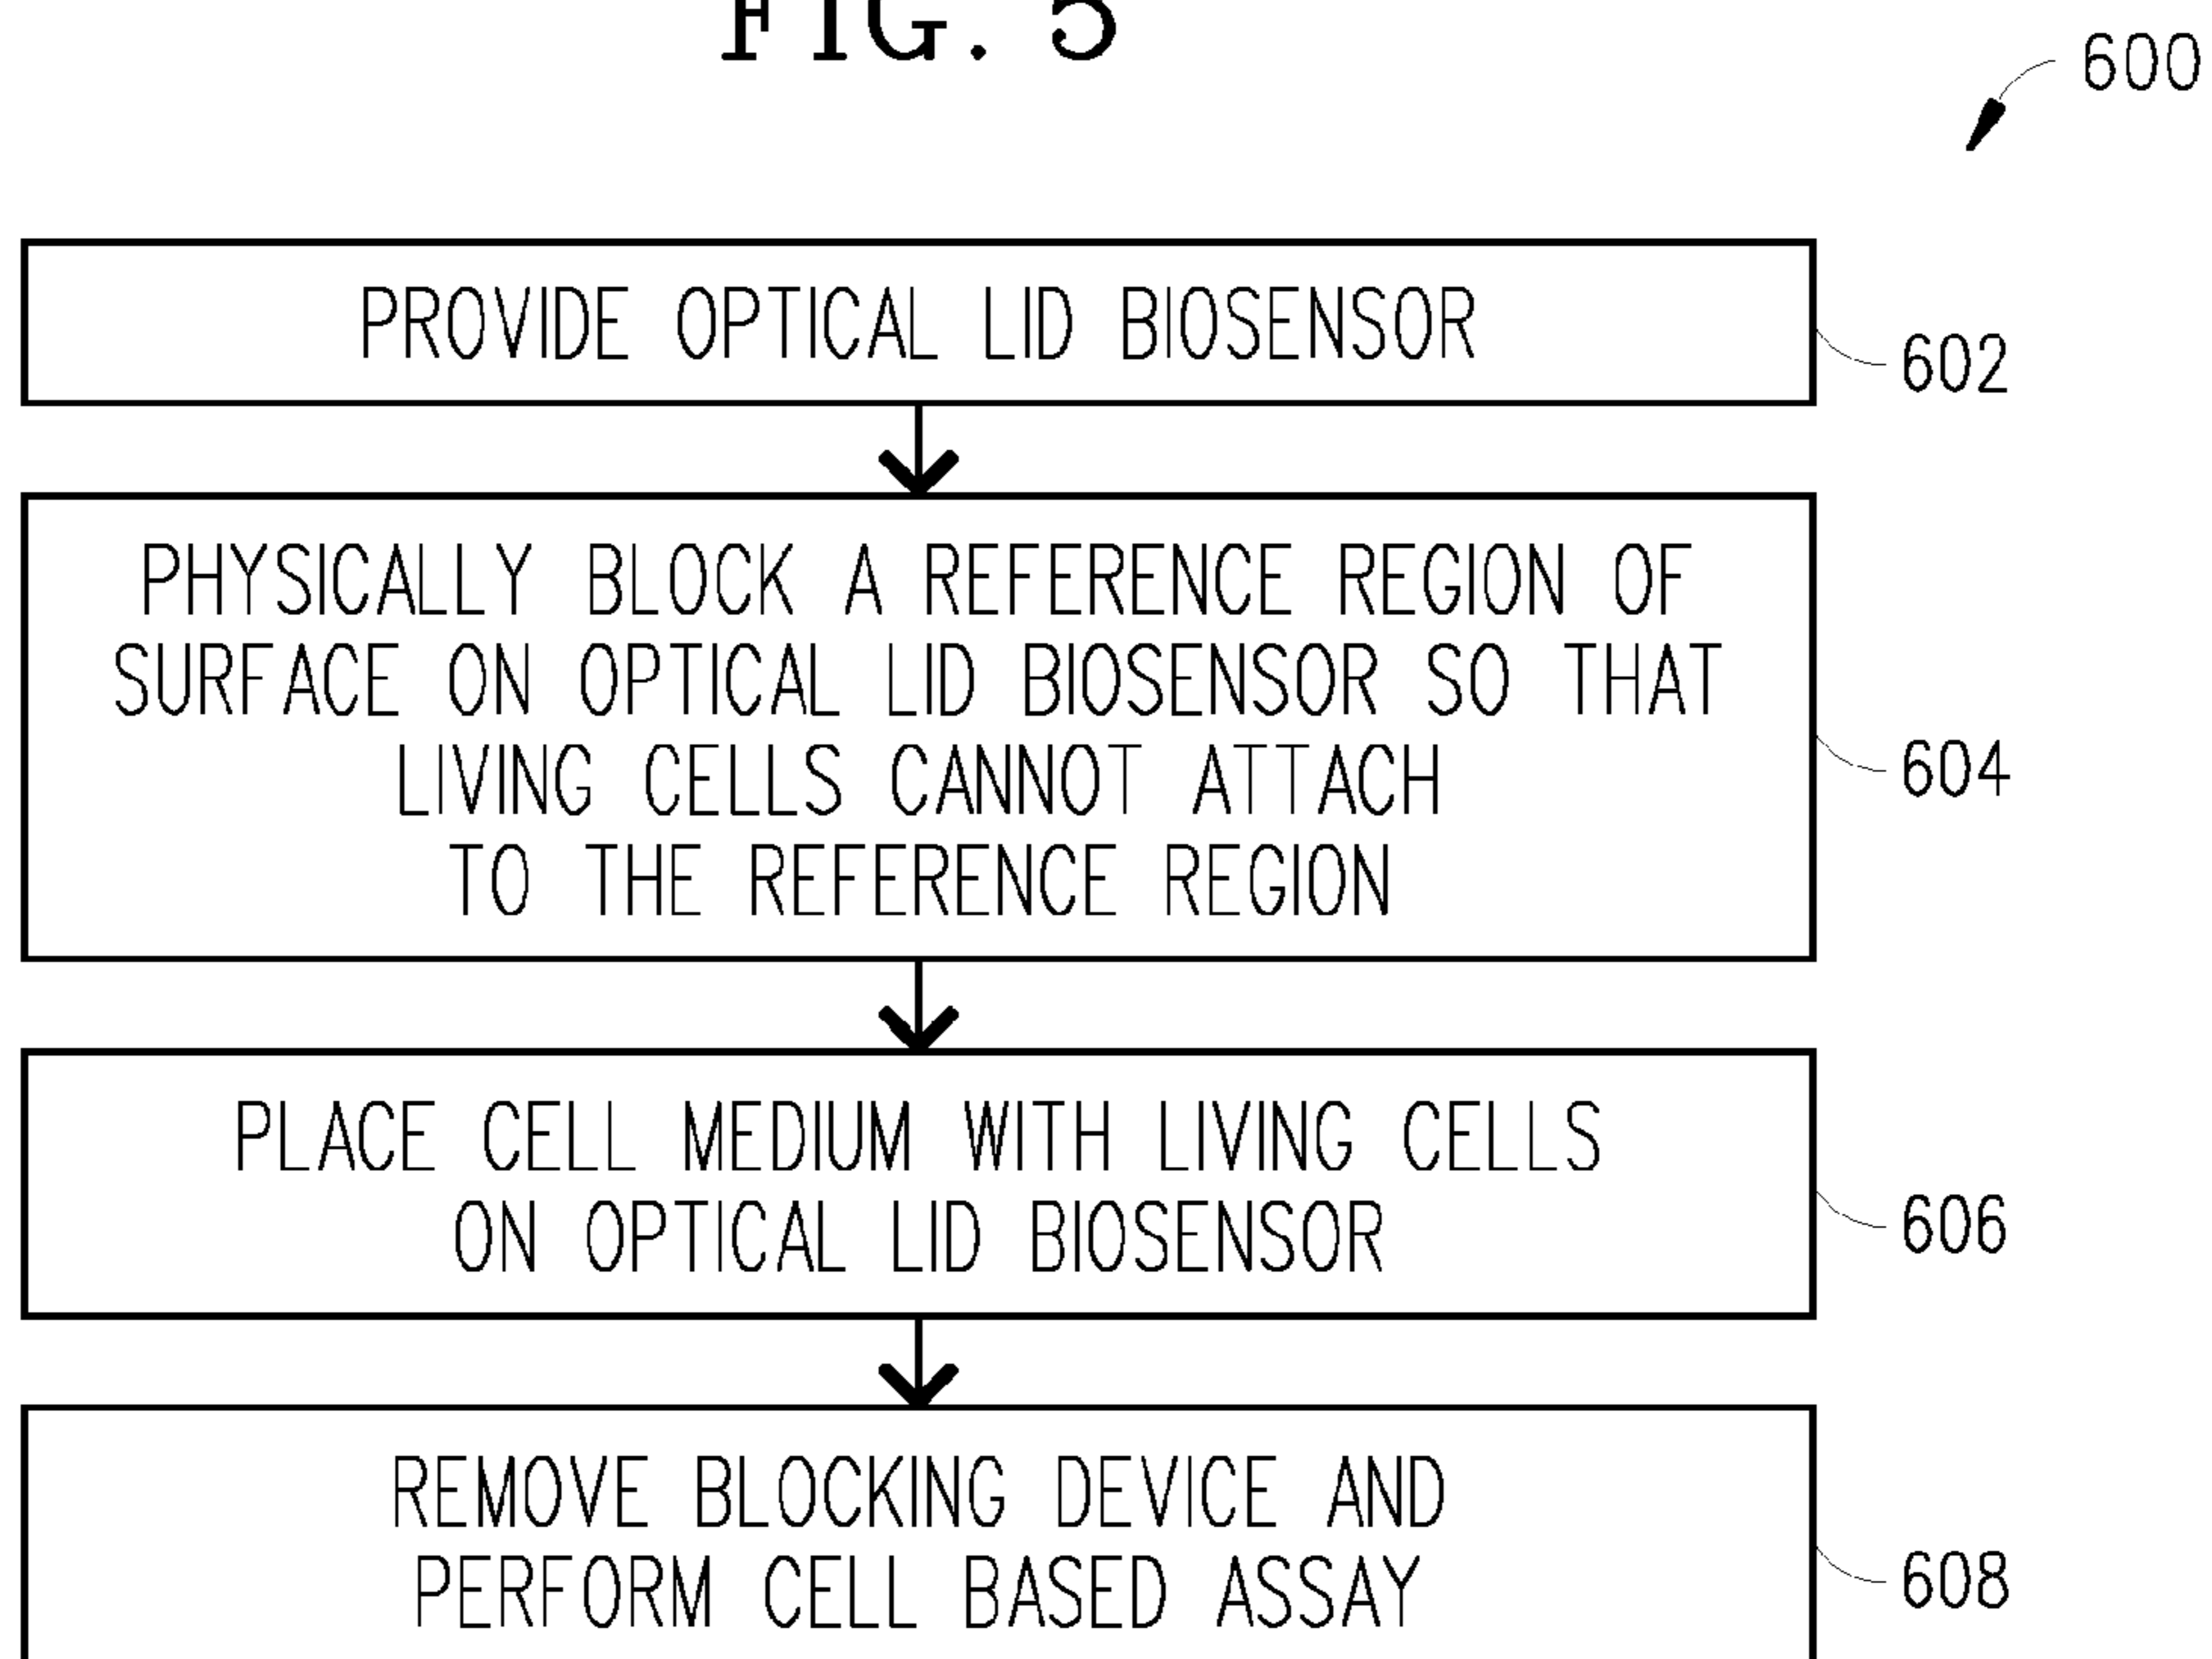 FIG. 5
600
PROVIDE OPTICAL LID BIOSENSOR
602
PHYSICALLY BLOCK A REFERENCE REGION OF
SURFACE ON OPTICAL LID BIOSENSOR SO THAT
LIVING CELLS CANNOT ATTACH
TO THE REFERENCE REGION
604
PLACE CELL MEDIUM WITH LIVING CELLS
ON OPTICAL LID BIOSENSOR
606
REMOVE BLOCKING DEVICE AND
PERFORM CELL BASED ASSAY
608